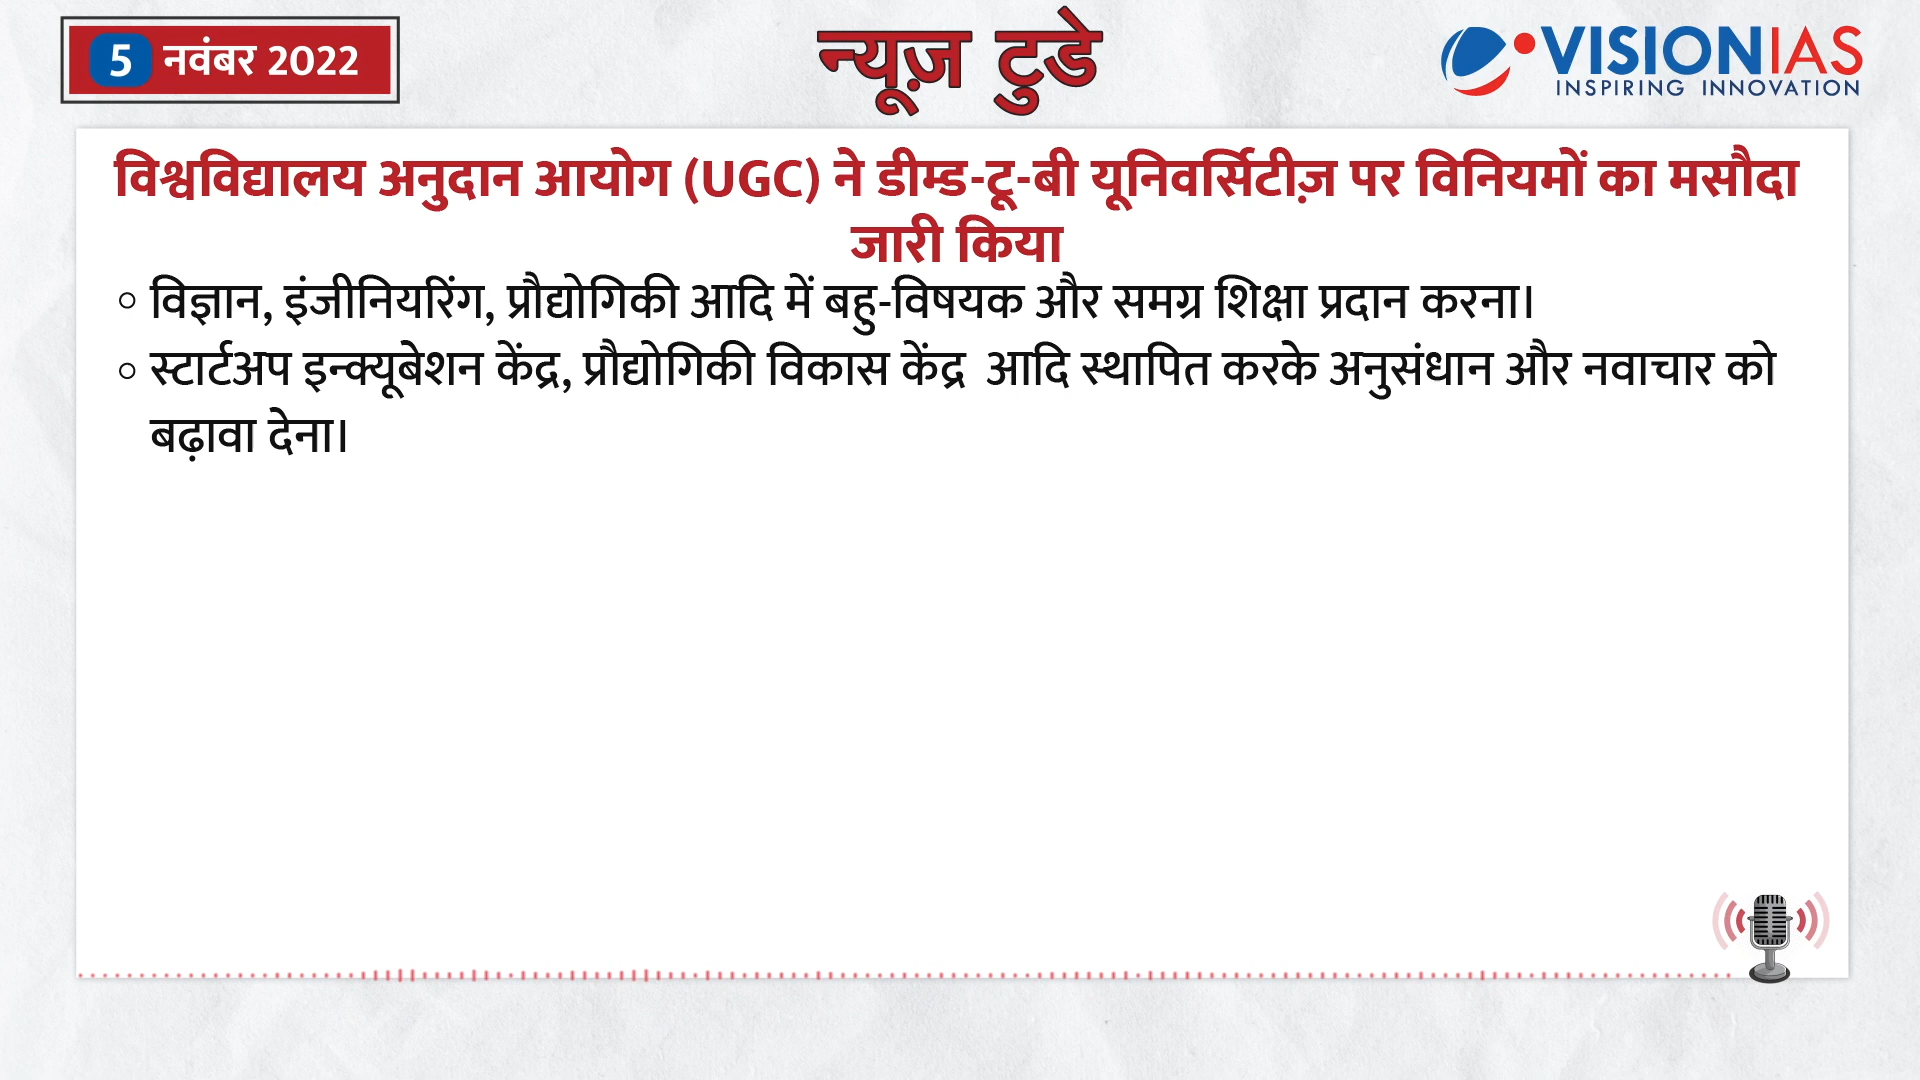 5 नवंबर 2022
न्यूज़ टुडे
VISIONIAS
INSPIRING INNOVATION
विश्वविद्यालय अनुदान आयोग (UGC) ने डीम्ड-टू-बी यूनिवर्सिटीज़ पर विनियमों का मसौदा
जारी किया
○ विज्ञान, इंजीनियरिंग, प्रौद्योगिकी आदि में बहु-विषयक और समग्र शिक्षा प्रदान करना।
○ स्टार्टअप इन्क्यूबेशन केंद्र, प्रौद्योगिकी विकास केंद्र आदि स्थापित करके अनुसंधान और नवाचार को
बढ़ावा देना।